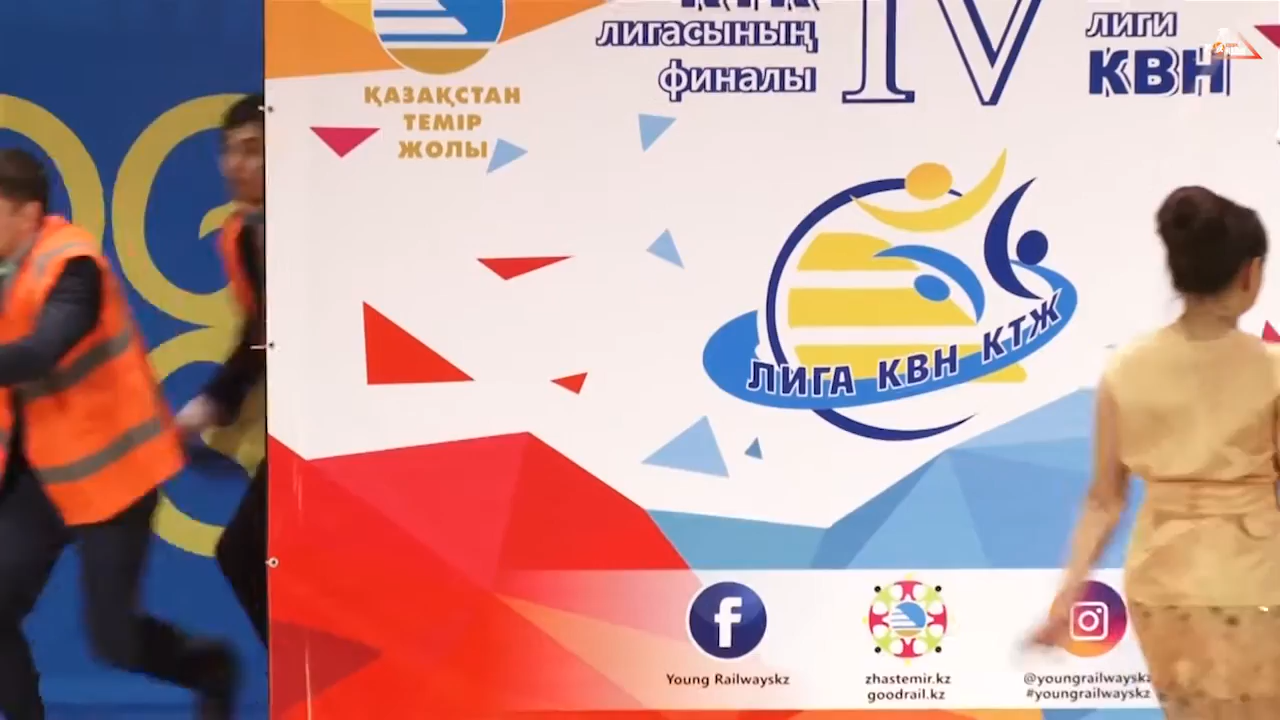 ҚАЗАҚСТАН
ТЕМІР
ЖОЛЫ
КТЖ
лигасының
финалы
IV
лиги
КВН
ЛИГА КВН КТЖ
Young Railwayskz
zhastemir.kz
goodrail.kz
@youngrailwayskz
#youngrailwayskz